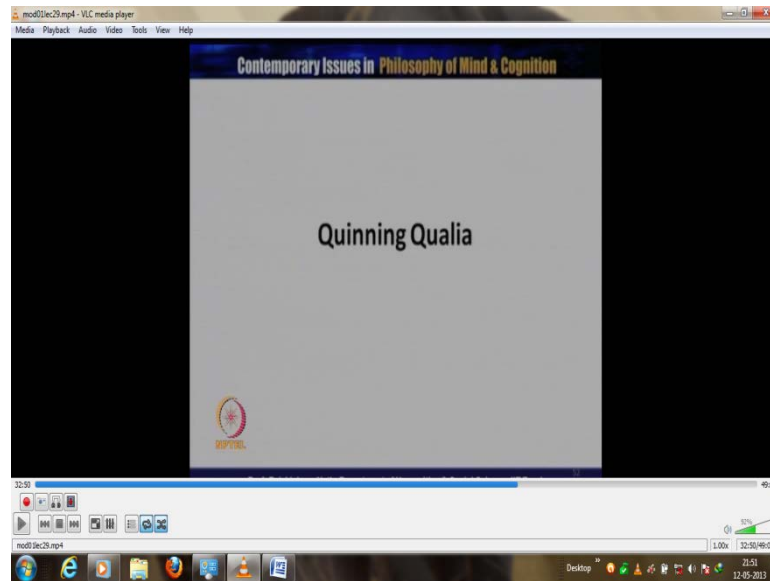 mod01lec29.mp4 - VLC media player
Media Playback Audio Video Tools View Help
Contemporary Issues in Philosophy of Mind & Cognition
Quinning Qualia
NPTEL
32:50
92%
mod01lec29.mp4
1.00x
32:50/49:0
Desktop
21:51
12-05-2013